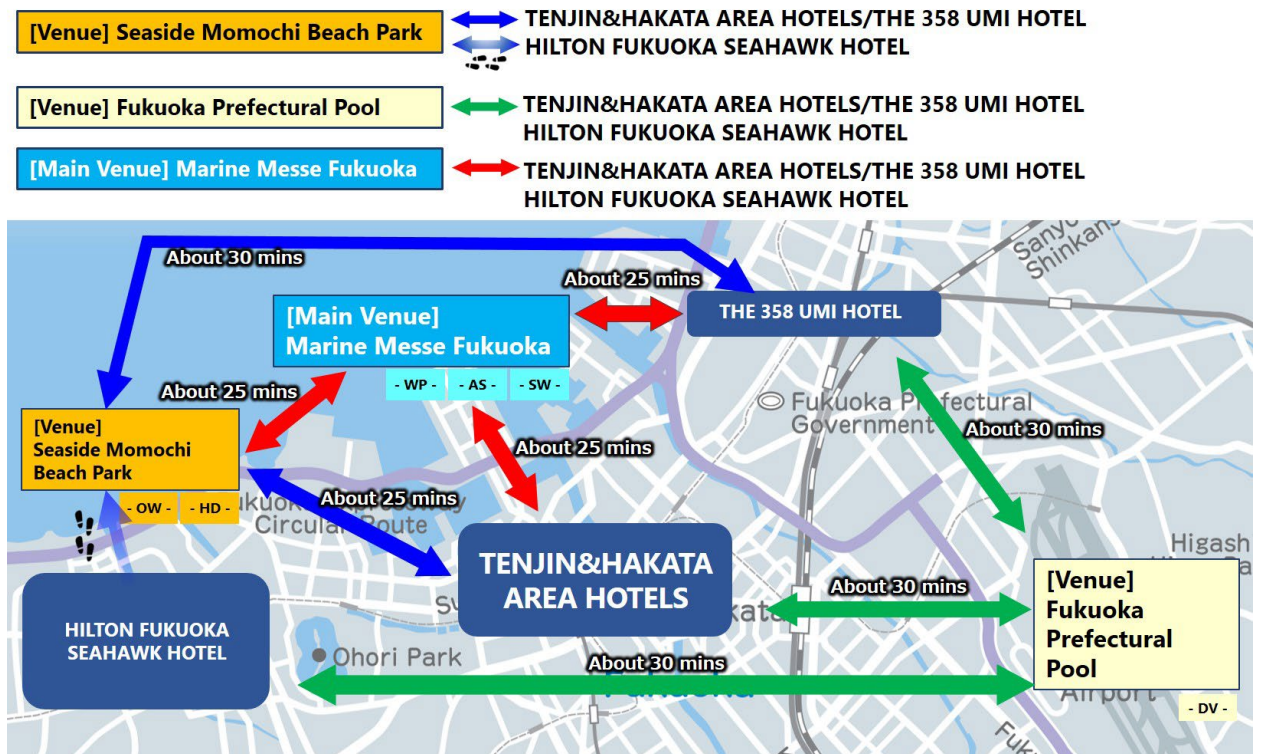 [Venue] Seaside Momochi Beach Park
TENJIN&HAKATA AREA HOTELS/THE 358 UMI HOTEL
HILTON FUKUOKA SEAHAWK HOTEL
[Venue] Fukuoka Prefectural Pool
TENJIN&HAKATA AREA HOTELS/THE 358 UMI HOTEL
HILTON FUKUOKA SEAHAWK HOTEL
[Main Venue] Marine Messe Fukuoka
TENJIN&HAKATA AREA HOTELS/THE 358 UMI HOTEL
HILTON FUKUOKA SEAHAWK HOTEL
Sanyo
Shinkans
About 30 mins
About 25 mins
THE 358 UMI HOTEL
[Main Venue]
Marine Messe Fukuoka
- WP - - AS - - SW -
About 25 mins
Fukuoka Prefectural
Government
About 30 mins
[Venue]
Seaside Momochi
Beach Park
- OW - - HD -
About 25 mins
About 25 mins
Circular Route
TENJIN&HAKATA
AREA HOTELS
Higash
[Venue]
Fukuoka
Prefectural
Pool
Airport
- DV -
About 30 mins
HILTON FUKUOKA
SEAHAWK HOTEL
Ohori Park
About 30 mins
Fukuoka